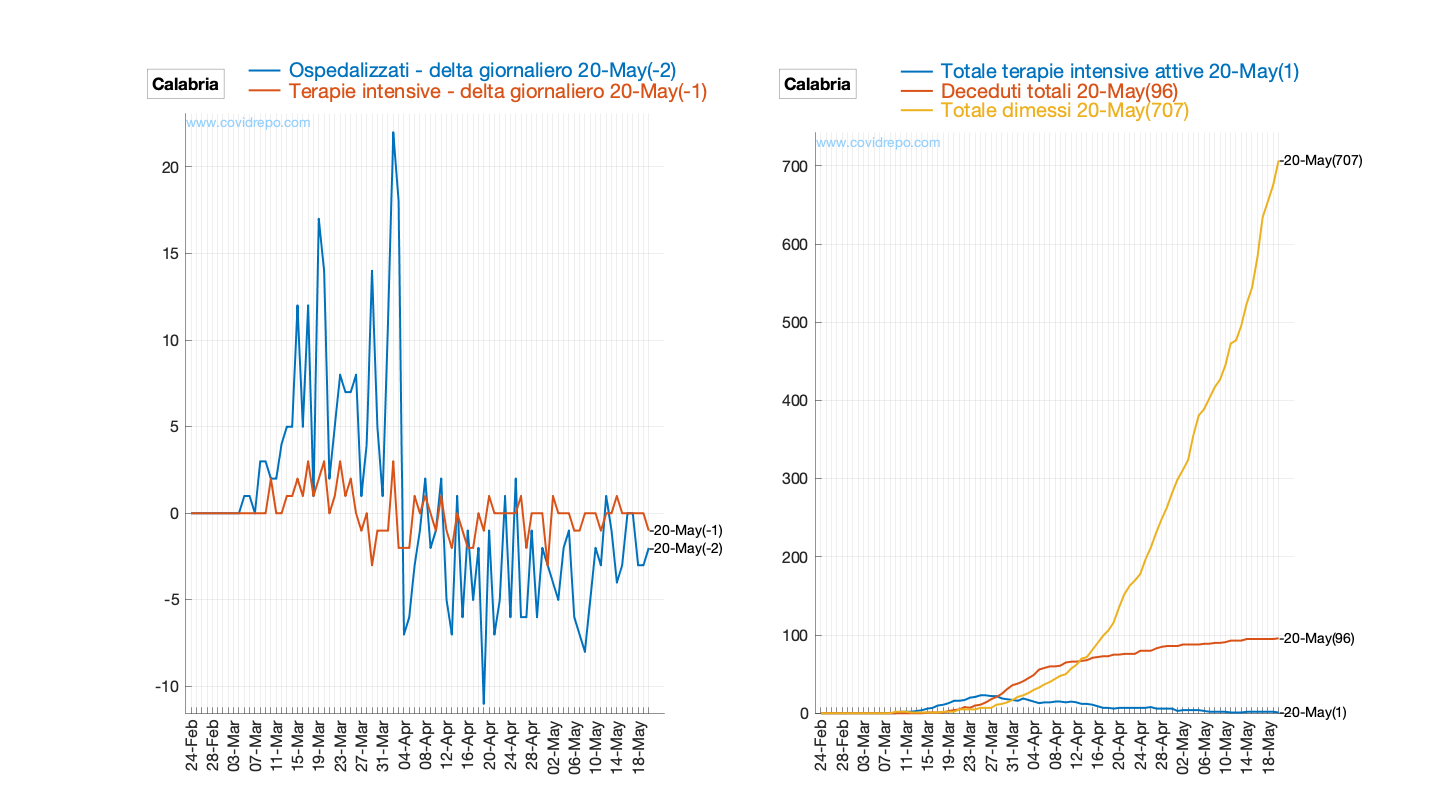 Calabria
Ospedalizzati - delta giornaliero 20-May(-2)
Terapie intensive - delta giornaliero 20-May(-1)
www.covidrepo.com
20
15
10
5
0
-5
-10
-20-May(-1)
-20-May(-2)
24-Feb
28-Feb
03-Mar
07-Mar
11-Mar
15-Mar
19-Mar
23-Mar
27-Mar
31-Mar
04-Apr
08-Apr
12-Apr
16-Apr
20-Apr
24-Apr
28-Apr
02-May
06-May
10-May
14-May
18-May
Calabria
Totale terapie intensive attive 20-May(1)
Deceduti totali 20-May(96)
Totale dimessi 20-May(707)
www.covidrepo.com
700
600
500
400
300
200
100
0
-20-May(707)
-20-May(96)
-20-May(1)
24-Feb
28-Feb
03-Mar
07-Mar
11-Mar
15-Mar
19-Mar
23-Mar
27-Mar
31-Mar
04-Apr
08-Apr
12-Apr
16-Apr
20-Apr
24-Apr
28-Apr
02-May
06-May
10-May
14-May
18-May